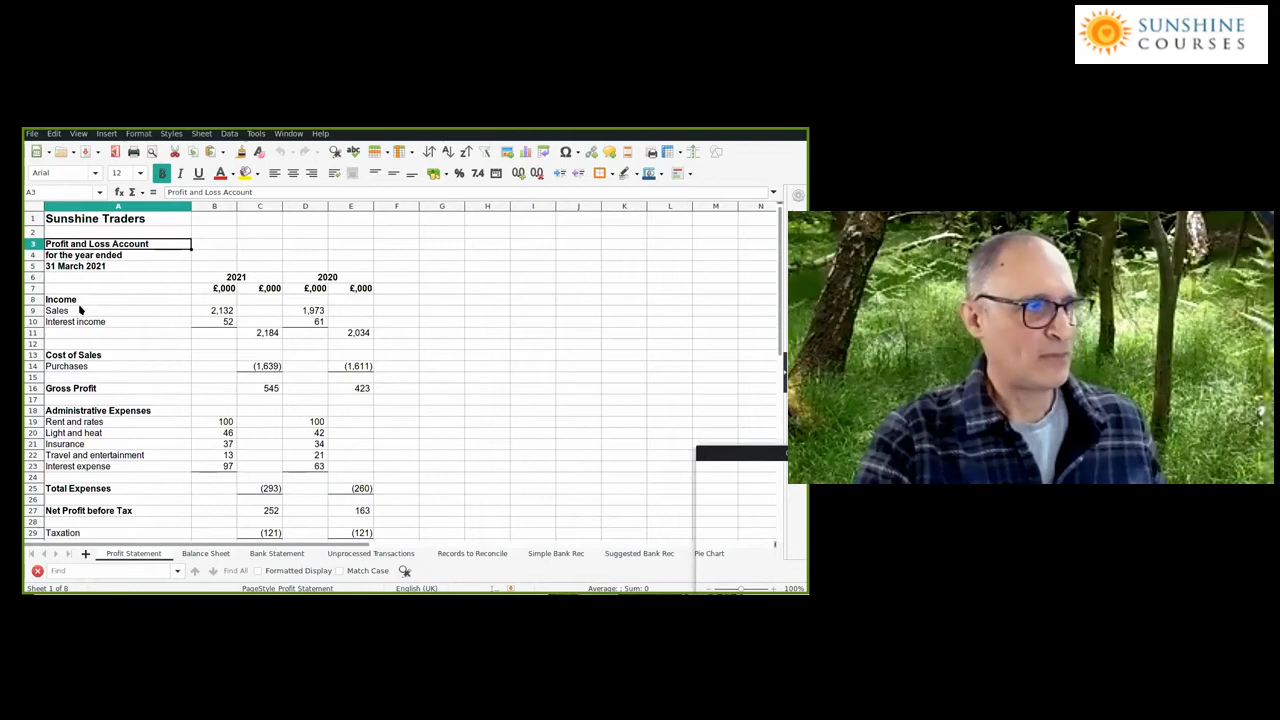 SUNSHINE
COURSES
File Edit View Insert Format Styles Sheet Data Tools Window Help
Arial 12
A3 Profit and Loss Account
A B C D E F G H I J K L M N
1 Sunshine Traders
2
3 Profit and Loss Account
4 for the year ended
5 31 March 2021
6 2021 2020
7 £,000 £,000 £,000 £,000
8 Income
9 Sales 2,132 1,973
10 Interest income 52 61
11 2,184 2,034
12
13 Cost of Sales
14 Purchases (1,639) (1,611)
15
16 Gross Profit 545 423
17
18 Administrative Expenses
19 Rent and rates 100 100
20 Light and heat 46 42
21 Insurance 37 34
22 Travel and entertainment 13 21
23 Interest expense 97 63
24
25 Total Expenses (293) (260)
26
27 Net Profit before Tax 252 163
28
29 Taxation (121) (121)
Profit Statement Balance Sheet Bank Statement Unprocessed Transactions Records to Reconcile Simple Bank Rec Suggested Bank Rec Pie Chart
Find Find All Formatted Display Match Case
Sheet 1 of 8 PageStyle Profit Statement English (UK) Average: ; Sum: 0 100%